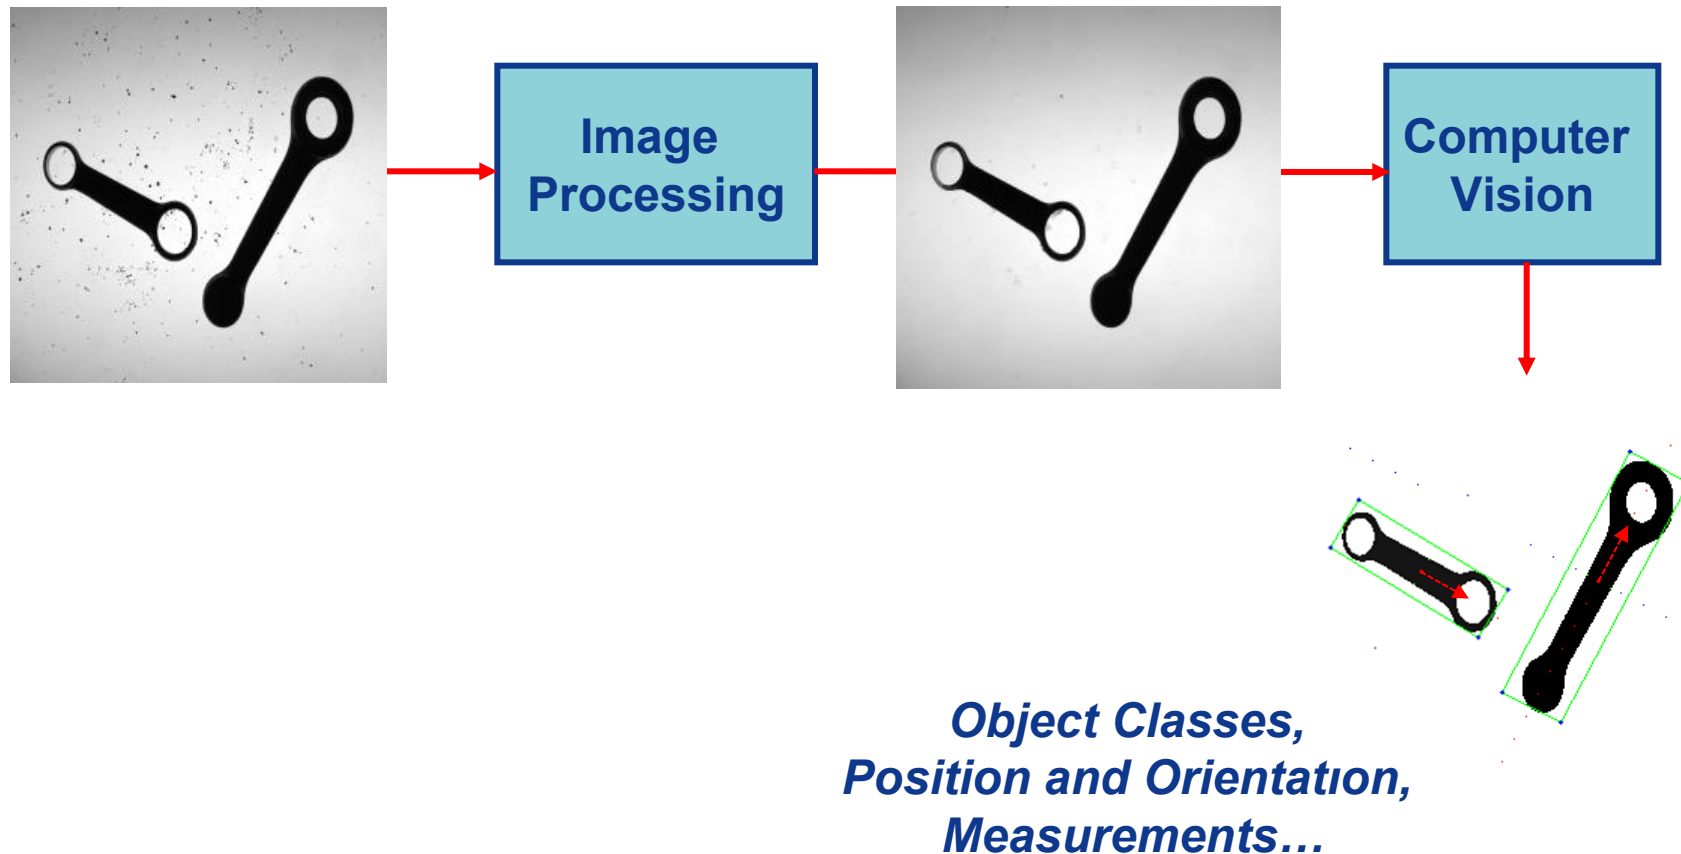 Image
Processing
Computer
Vision
Object Classes,
Position and Orientatıon,
Measurements…